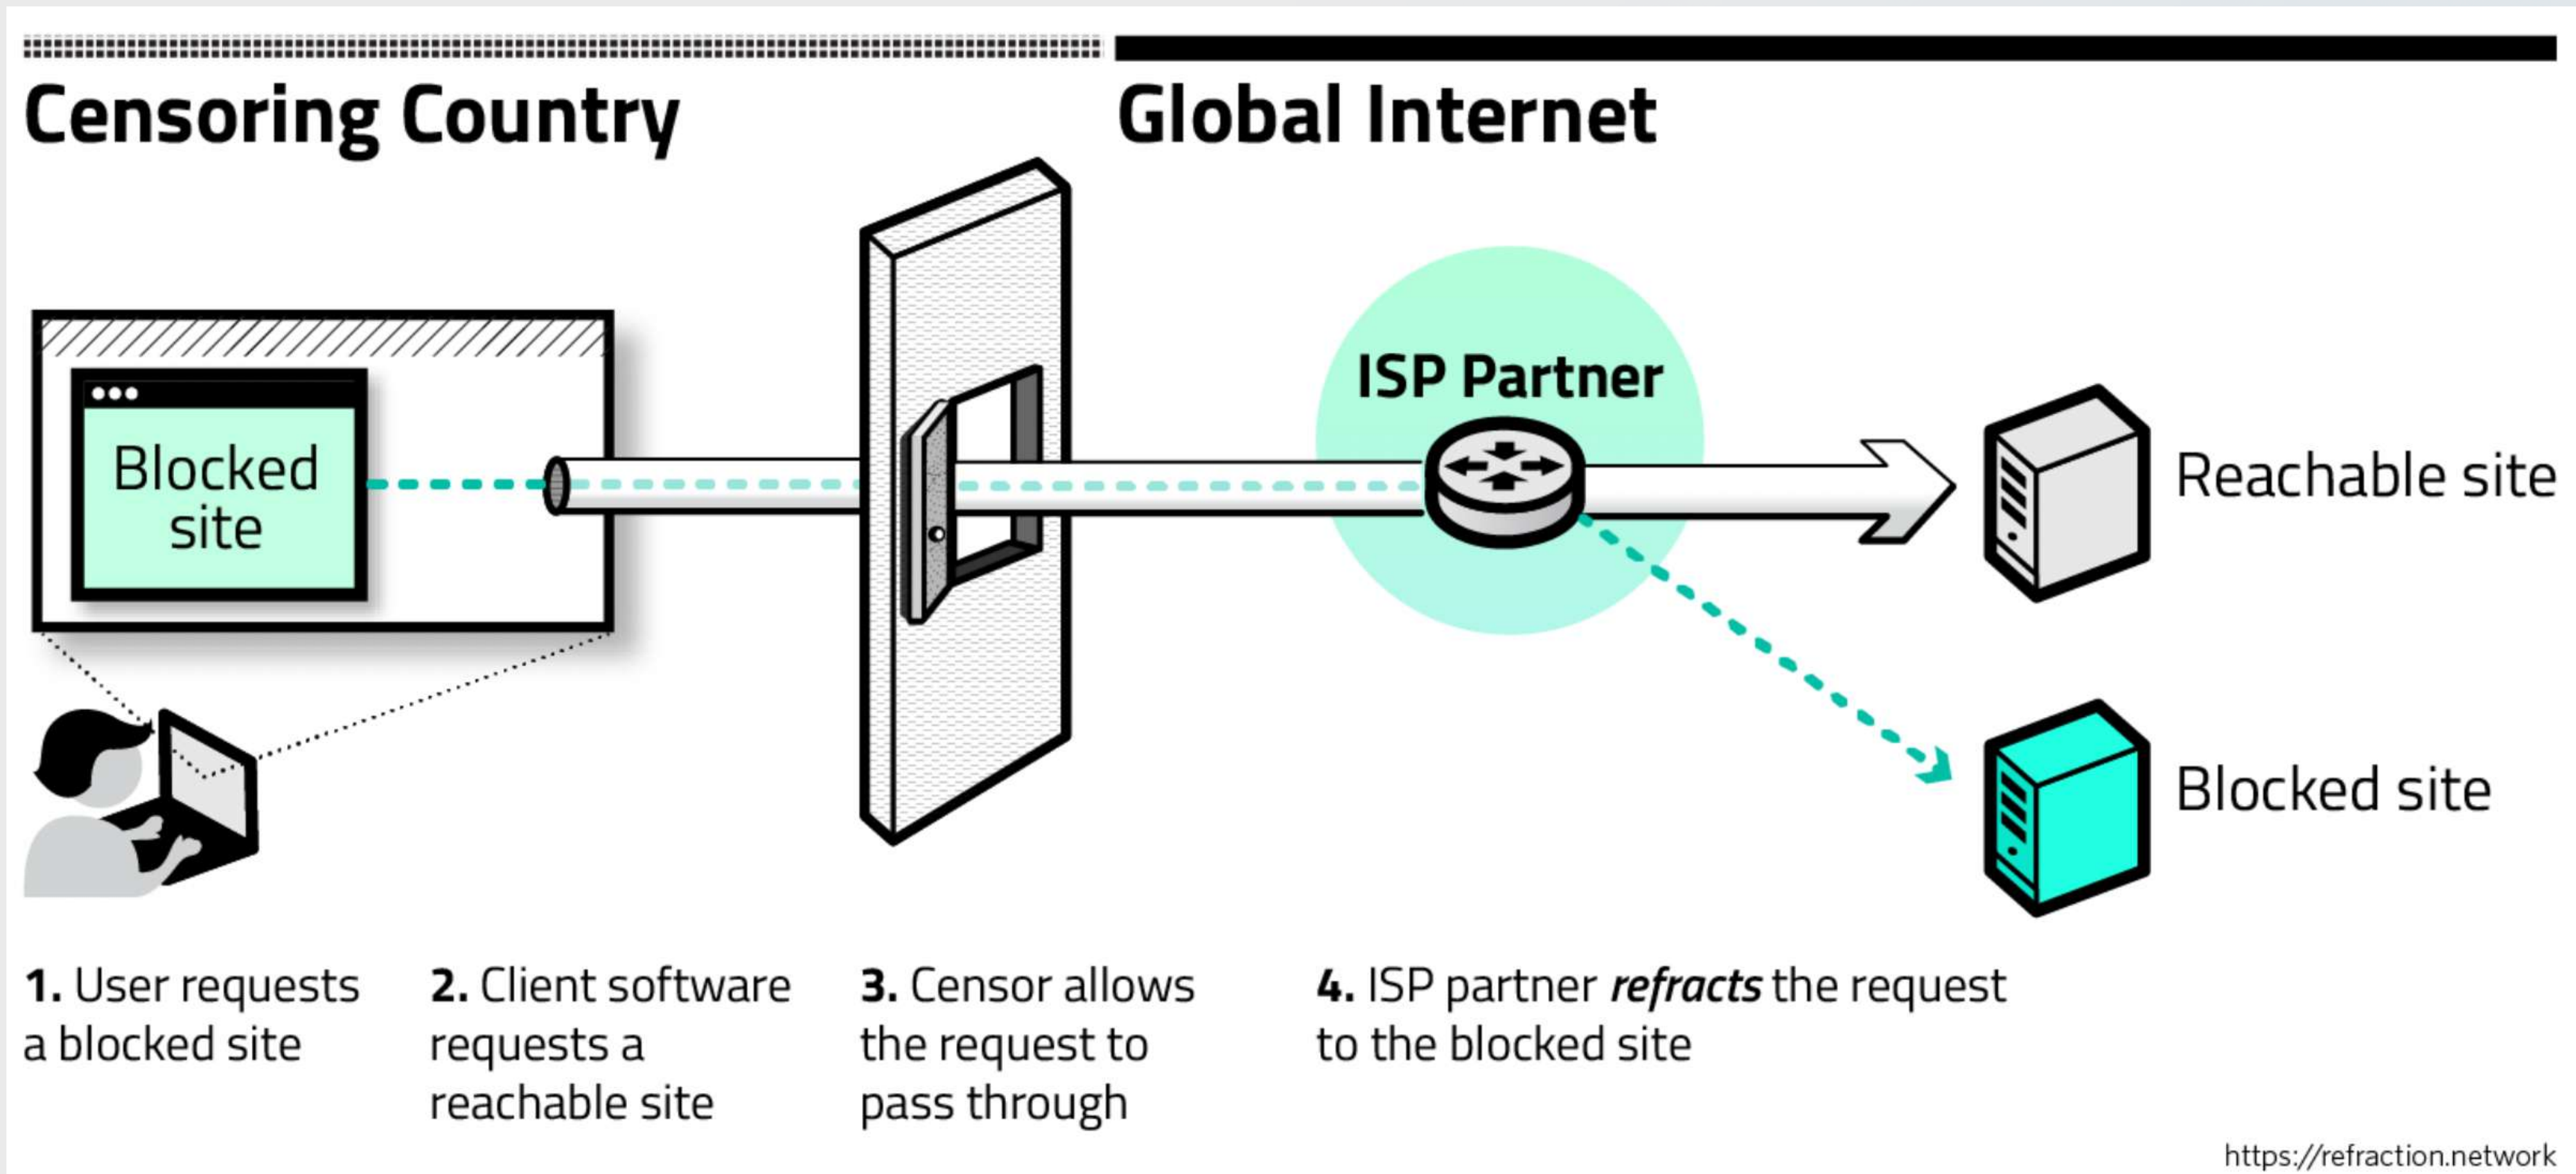 Censoring Country
Global Internet
Blocked
site
ISP Partner
Reachable site
Blocked site
1. User requests
a blocked site
2. Client software
requests a
reachable site
3. Censor allows
the request to
pass through
4. ISP partner refracts the request
to the blocked site
https://refraction.network